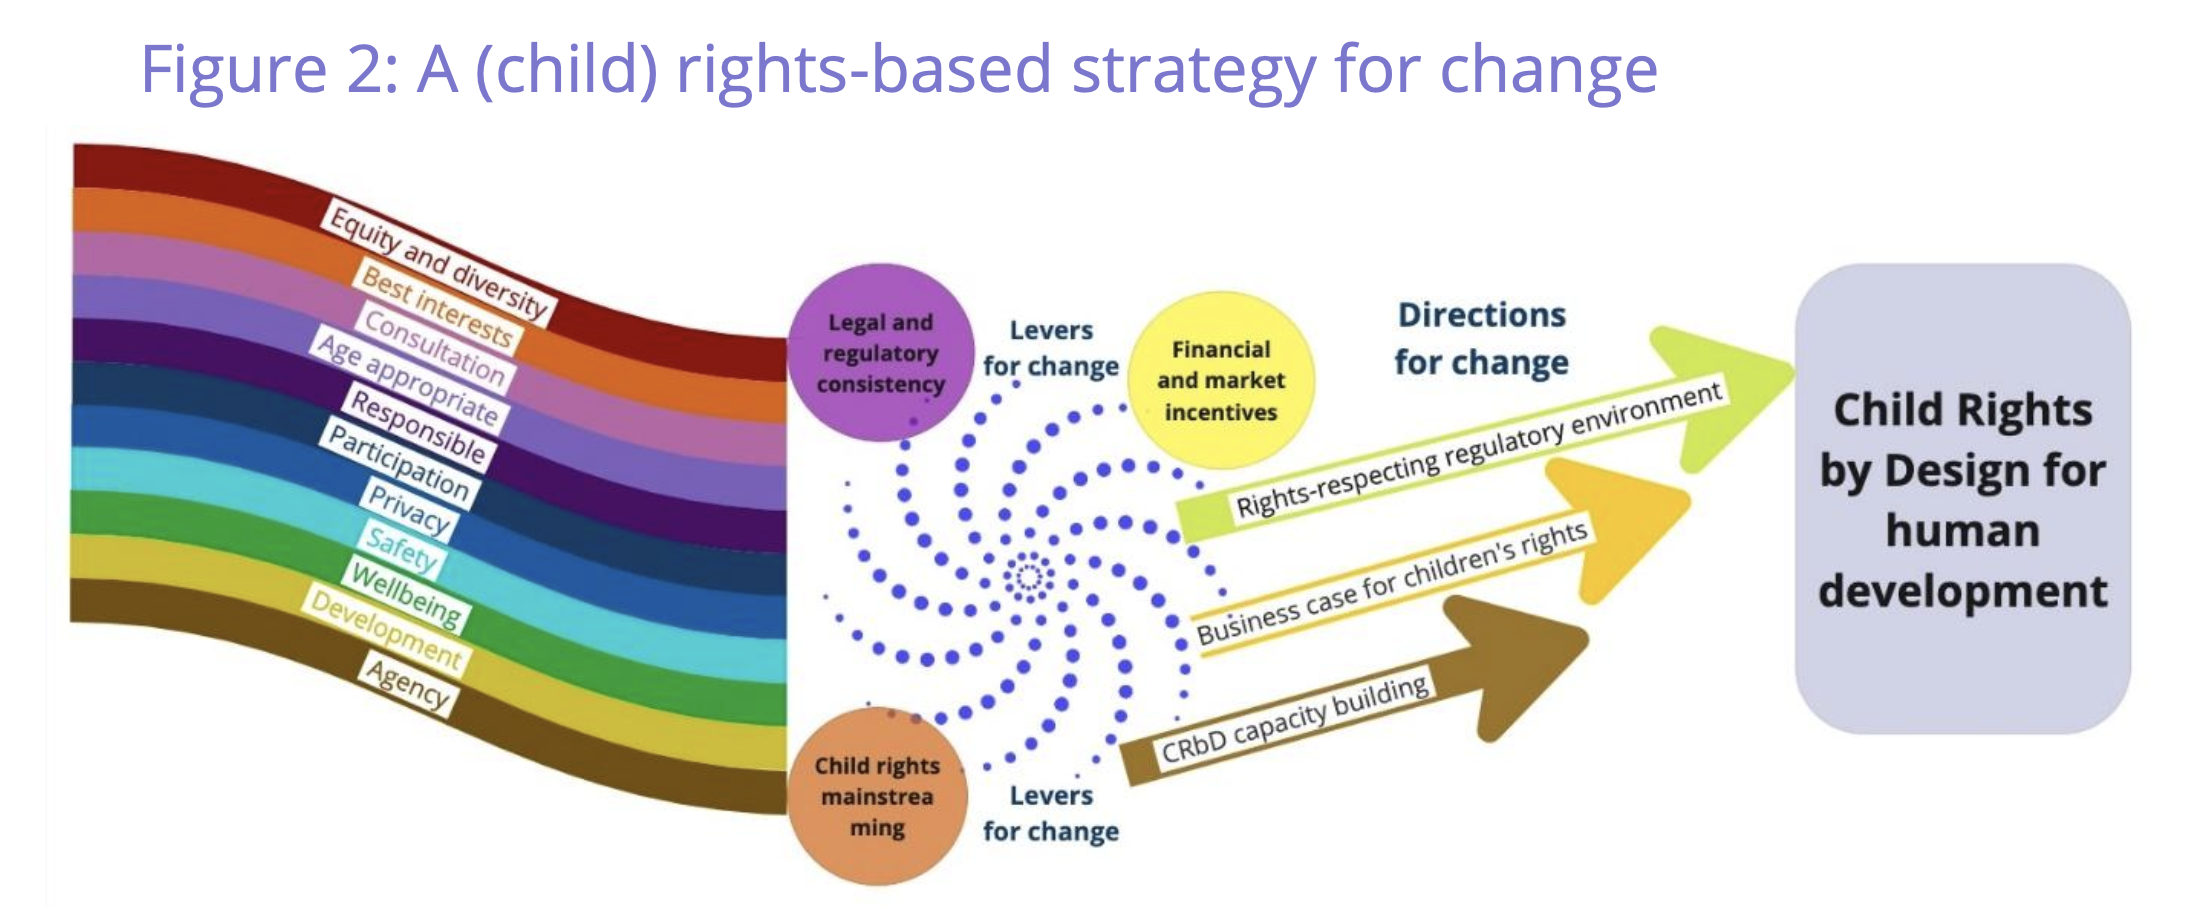 Figure 2: A (child) rights-based strategy for change
Equity and diversity
Best interests
Consultation
Age appropriate
Responsible
Participation
Privacy
Safety
Wellbeing
Development
Agency
Legal and
regulatory
consistency
Levers
for change
Financial
and market
incentives
Child rights
mainstrea
ming
Levers
for change
Directions
for change
Rights-respecting regulatory environment
Business case for children's rights
CRbD capacity building
Child Rights
by Design for
human
development